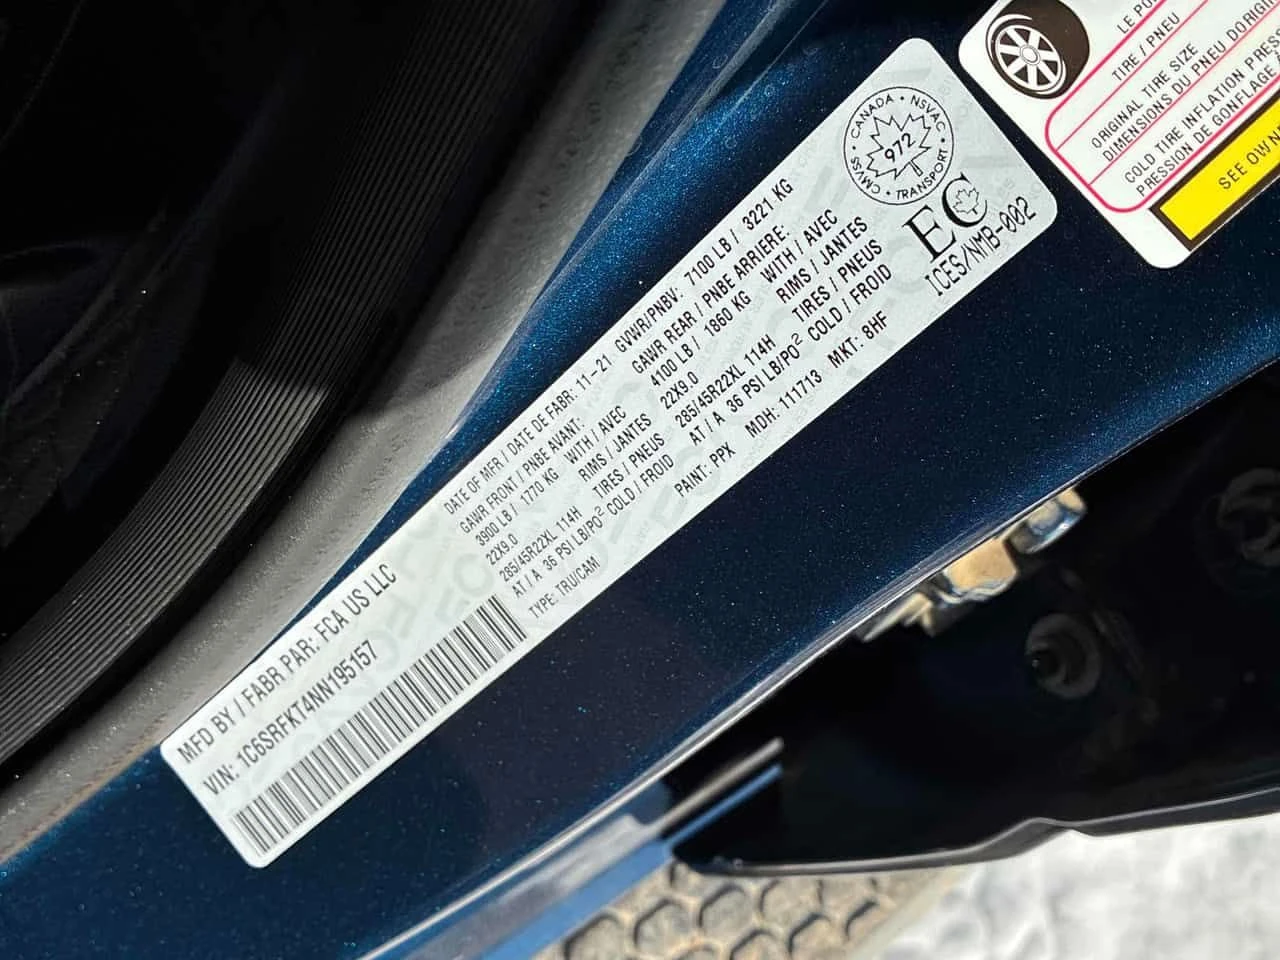 MFD BY / FABR PAR: FCA US LLC
VIN: 1C6SRFKT4NN195157
DATE OF MFR / DATE DE FABR: 11-21 GVWR/PNBV: 7100 LB / 3221 KG
GAWR FRONT / PNBE AVANT: GAWR REAR / PNBE ARRIERE:
3900 LB / 1770 KG WITH / AVEC 4100 LB / 1860 KG WITH / AVEC
22X9.0 RIMS / JANTES 22X9.0 RIMS / JANTES
285/45R22XL 114H TIRES / PNEUS 285/45R22XL 114H TIRES / PNEUS
AT / A 36 PSI LB/PO² COLD / FROID AT / A 36 PSI LB/PO² COLD / FROID
TYPE: TRU/CAM PAINT: PPX MDH: 111713 MKT: 8HF
CANADA • NSVAC • TRANSPORT • CMVSS
972
EC
ICES/NMB-002
TIRE / PNEU
ORIGINAL TIRE SIZE
DIMENSIONS DU PNEU
COLD TIRE INFLATION
PRESSION DE GONFLAGE
SEE